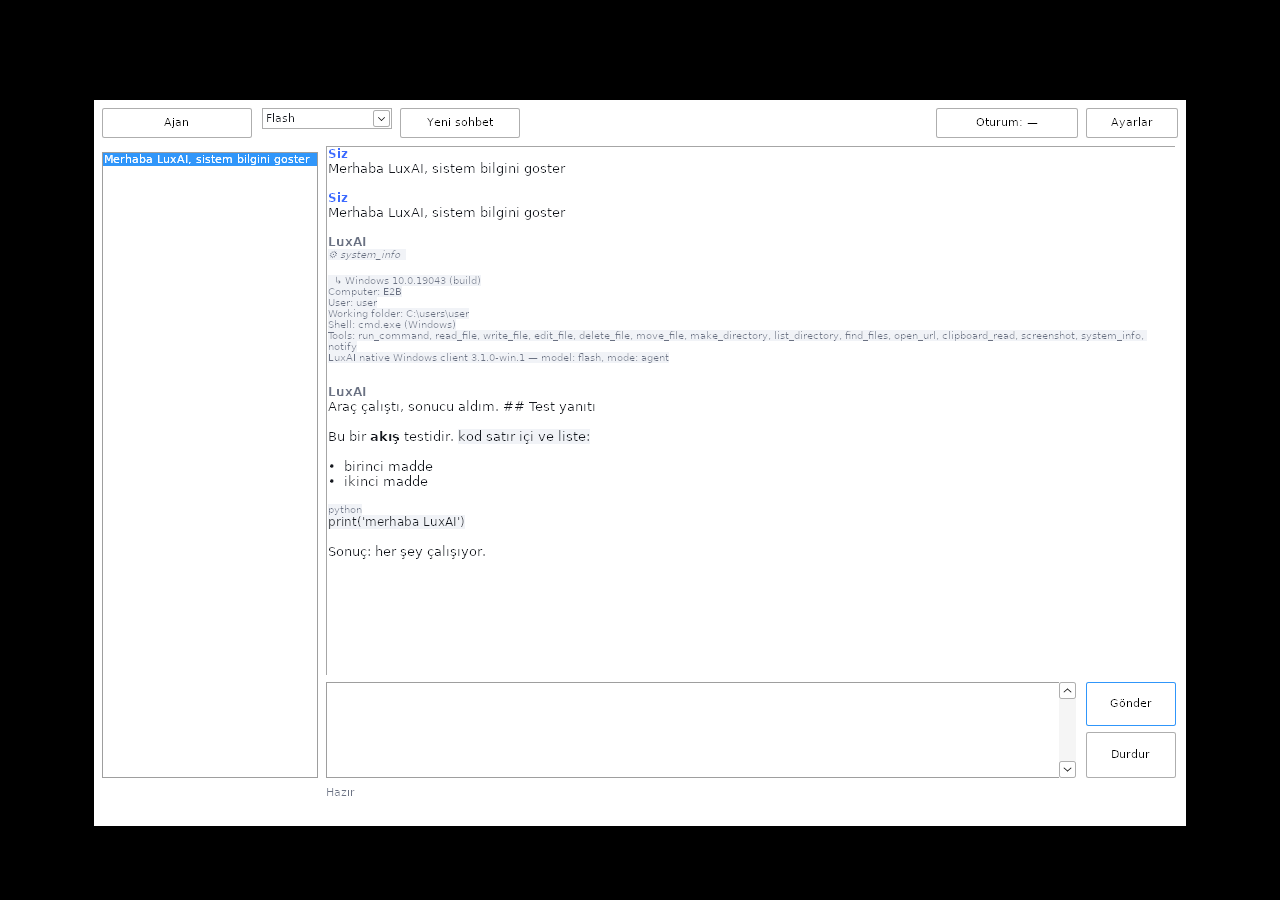 Ajan
Flash
Yeni sohbet
Oturum: —
Ayarlar
Merhaba LuxAI, sistem bilgini goster
Siz
Merhaba LuxAI, sistem bilgini goster
Siz
Merhaba LuxAI, sistem bilgini goster
LuxAI
⚙ system_info
↳ Windows 10.0.19043 (build)
Computer: E2B
User: user
Working folder: C:\users\user
Shell: cmd.exe (Windows)
Tools: run_command, read_file, write_file, edit_file, delete_file, move_file, make_directory, list_directory, find_files, open_url, clipboard_read, screenshot, system_info,
notify
LuxAI native Windows client 3.1.0-win.1 — model: flash, mode: agent
LuxAI
Araç çalıştı, sonucu aldım. ## Test yanıtı
Bu bir akış testidir. kod satır içi ve liste:
• birinci madde
• ikinci madde
python
print('merhaba LuxAI')
Sonuç: her şey çalışıyor.
Gönder
Durdur
Hazır